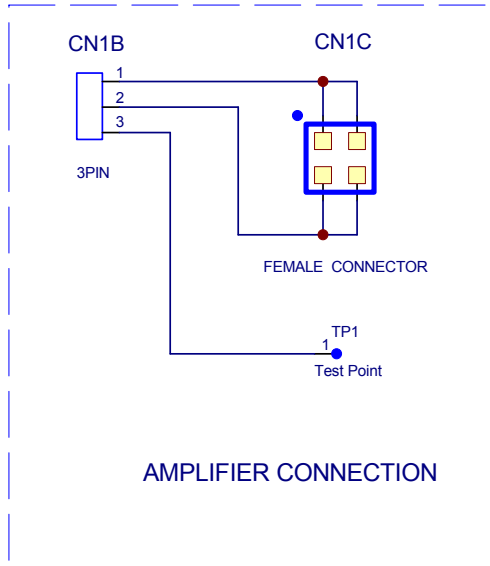 CN1B
CN1C
1
2
3
3PIN
FEMALE CONNECTOR
TP1
1
Test Point
AMPLIFIER CONNECTION